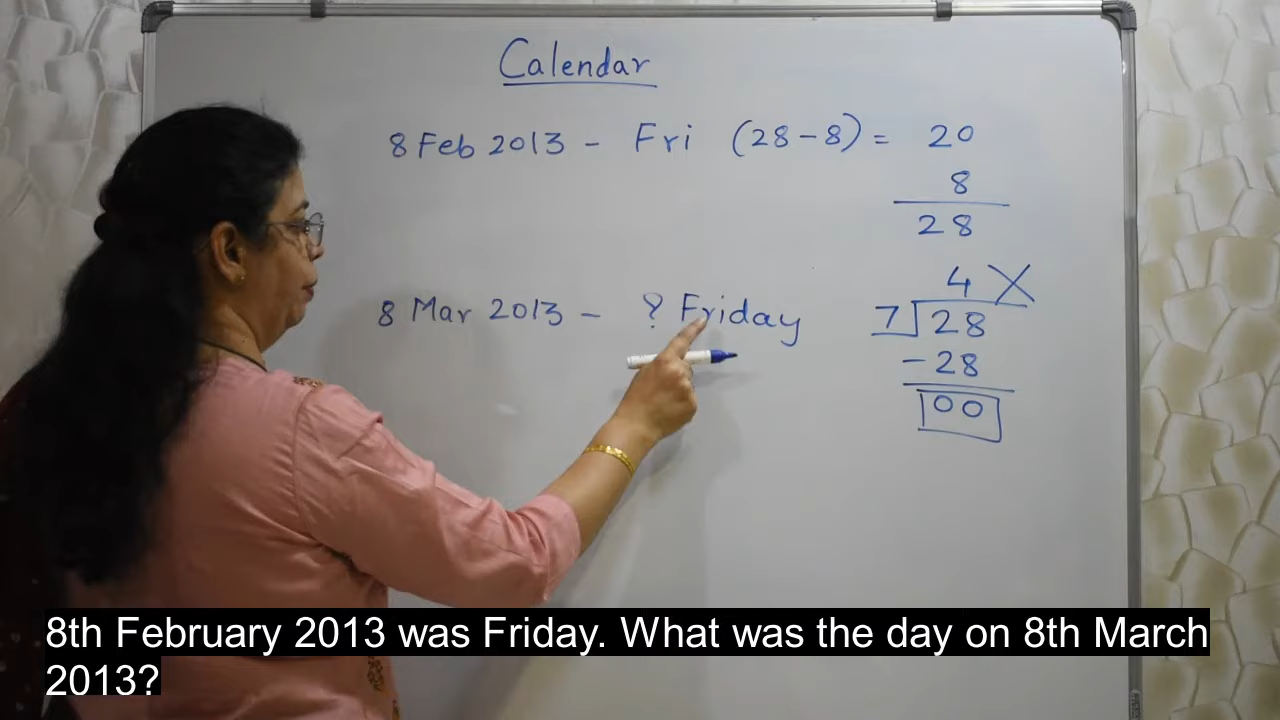 Calendar
8 Feb 2013 - Fri (28-8) = 20
8
28
4 X
8 Mar 2013 - ? Friday 7 28
-28
00
8th February 2013 was Friday. What was the day on 8th March
2013?